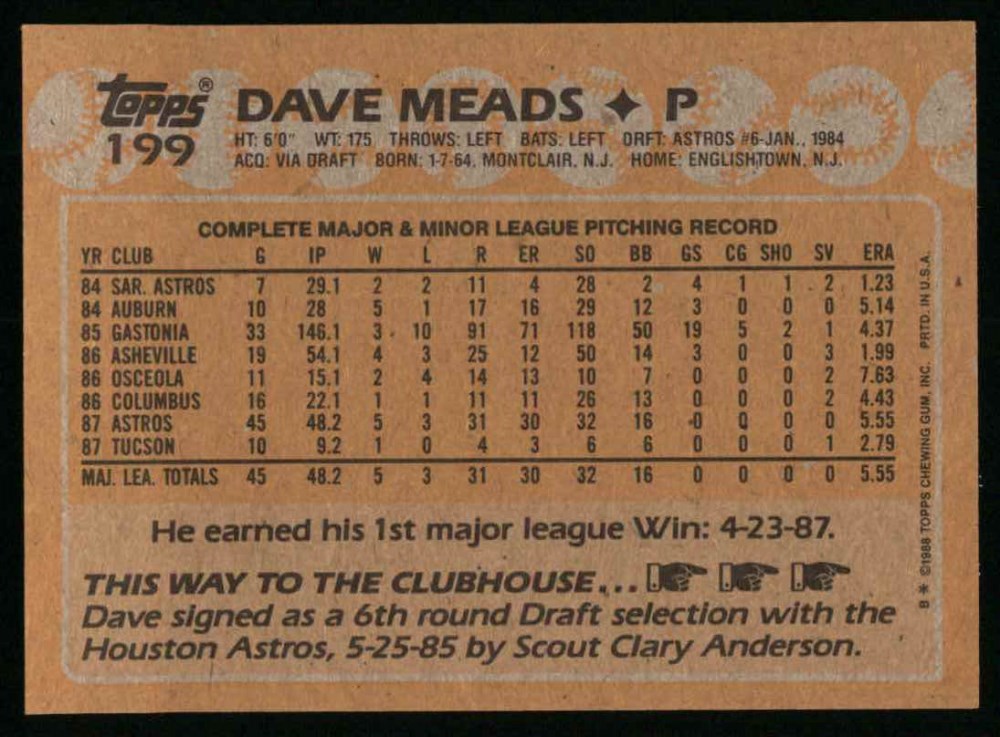 topps® DAVE MEADS ✦ P
199
HT: 6'0" WT: 175 THROWS: LEFT BATS: LEFT DRFT: ASTROS #6-JAN., 1984
ACQ: VIA DRAFT BORN: 1-7-64, MONTCLAIR, N.J. HOME: ENGLISHTOWN, N.J.
COMPLETE MAJOR & MINOR LEAGUE PITCHING RECORD
YR CLUB G IP W L R ER SO BB GS CG SHO SV ERA
84 SAR. ASTROS 7 29.1 2 2 11 4 28 2 4 1 1 2 1.23
84 AUBURN 10 28 5 1 17 16 29 12 3 0 0 0 5.14
85 GASTONIA 33 146.1 3 10 91 71 118 50 19 5 2 1 4.37
86 ASHEVILLE 19 54.1 4 3 25 12 50 14 3 0 0 3 1.99
86 OSCEOLA 11 15.1 2 4 14 13 10 7 0 0 0 2 7.63
86 COLUMBUS 16 22.1 1 1 11 11 26 13 0 0 0 2 4.43
87 ASTROS 45 48.2 5 3 31 30 32 16 0 0 0 0 5.55
87 TUCSON 10 9.2 1 0 4 3 6 6 0 0 0 1 2.79
MAJ. LEA. TOTALS 45 48.2 5 3 31 30 32 16 0 0 0 0 5.55
He earned his 1st major league Win: 4-23-87.
THIS WAY TO THE CLUBHOUSE...
Dave signed as a 6th round Draft selection with the
Houston Astros, 5-25-85 by Scout Clary Anderson.
B ** ©1988 TOPPS CHEWING GUM, INC. PRTD. IN U.S.A.